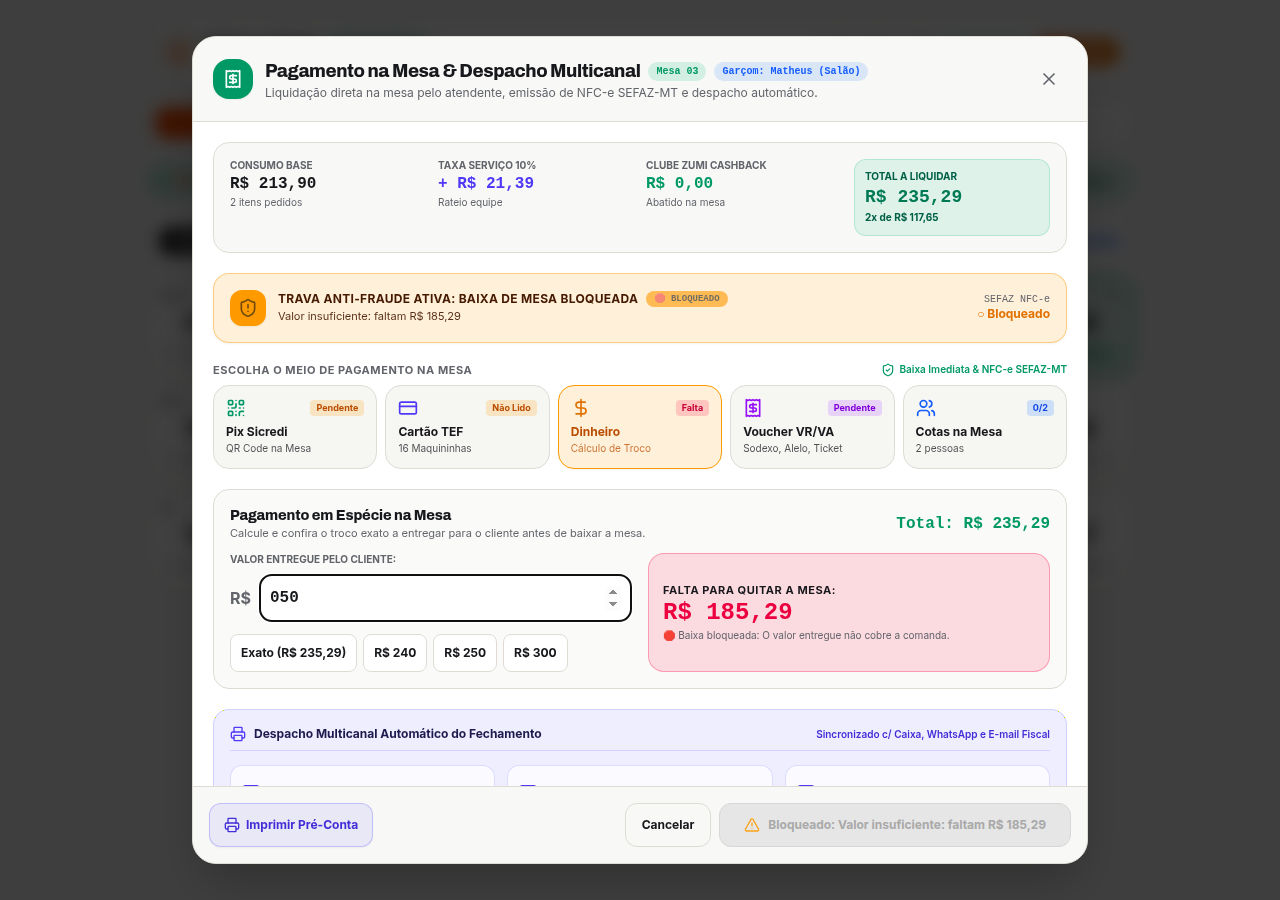 Pagamento na Mesa & Despacho Multicanal Mesa 03 Garçom: Matheus (Salão)
Liquidação direta na mesa pelo atendente, emissão de NFC-e SEFAZ-MT e despacho automático.
CONSUMO BASE
R$ 213,90
2 itens pedidos
TAXA SERVIÇO 10%
+ R$ 21,39
Rateio equipe
CLUBE ZUMI CASHBACK
R$ 0,00
Abatido na mesa
TOTAL A LIQUIDAR
R$ 235,29
2x de R$ 117,65
TRAVA ANTI-FRAUDE ATIVA: BAIXA DE MESA BLOQUEADA 🛑 BLOQUEADO
Valor insuficiente: faltam R$ 185,29
SEFAZ NFC-e
○ Bloqueado
ESCOLHA O MEIO DE PAGAMENTO NA MESA
Baixa Imediata & NFC-e SEFAZ-MT
Pendente
Pix Sicredi
QR Code na Mesa
Não Lido
Cartão TEF
16 Maquininhas
Falta
Dinheiro
Cálculo de Troco
Pendente
Voucher VR/VA
Sodexo, Alelo, Ticket
0/2
Cotas na Mesa
2 pessoas
Pagamento em Espécie na Mesa
Calcule e confira o troco exato a entregar para o cliente antes de baixar a mesa.
Total: R$ 235,29
VALOR ENTREGUE PELO CLIENTE:
R$ 050
Exato (R$ 235,29) R$ 240 R$ 250 R$ 300
FALTA PARA QUITAR A MESA:
R$ 185,29
🛑 Baixa bloqueada: O valor entregue não cobre a comanda.
Despacho Multicanal Automático do Fechamento
Sincronizado c/ Caixa, WhatsApp e E-mail Fiscal
Imprimir Pré-Conta
Cancelar
Bloqueado: Valor insuficiente: faltam R$ 185,29